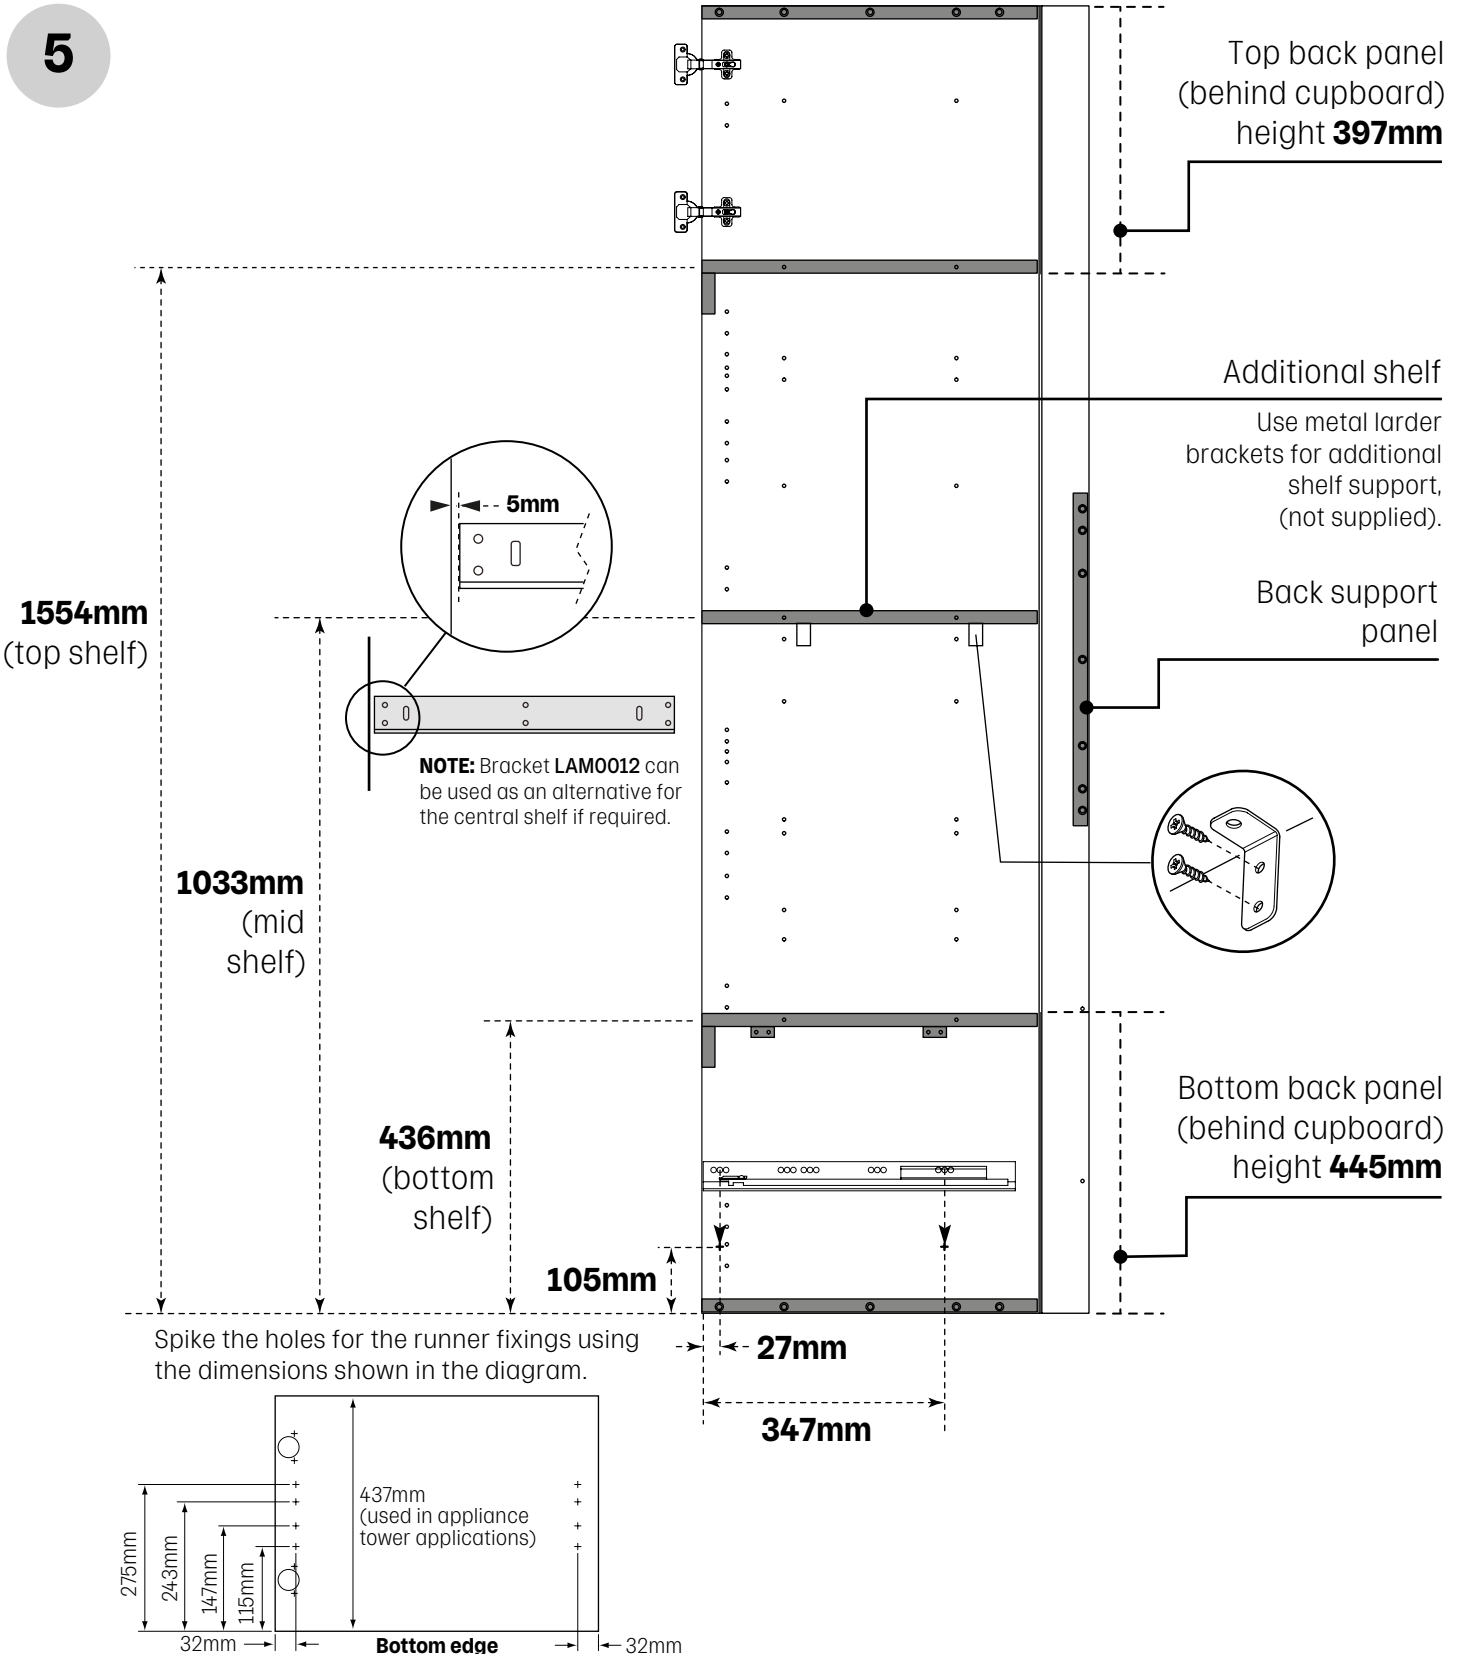 5
Top back panel
(behind cupboard)
height 397mm
Additional shelf
Use metal larder
brackets for additional
shelf support,
(not supplied).
5mm
Back support
panel
1554mm
(top shelf)
NOTE: Bracket LAM0012 can
be used as an alternative for
the central shelf if required.
1033mm
(mid
shelf)
Bottom back panel
(behind cupboard)
height 445mm
436mm
(bottom
shelf)
105mm
Spike the holes for the runner fixings using
the dimensions shown in the diagram.
27mm
347mm
437mm
(used in appliance
tower applications)
275mm
243mm
147mm
115mm
32mm
Bottom edge
32mm